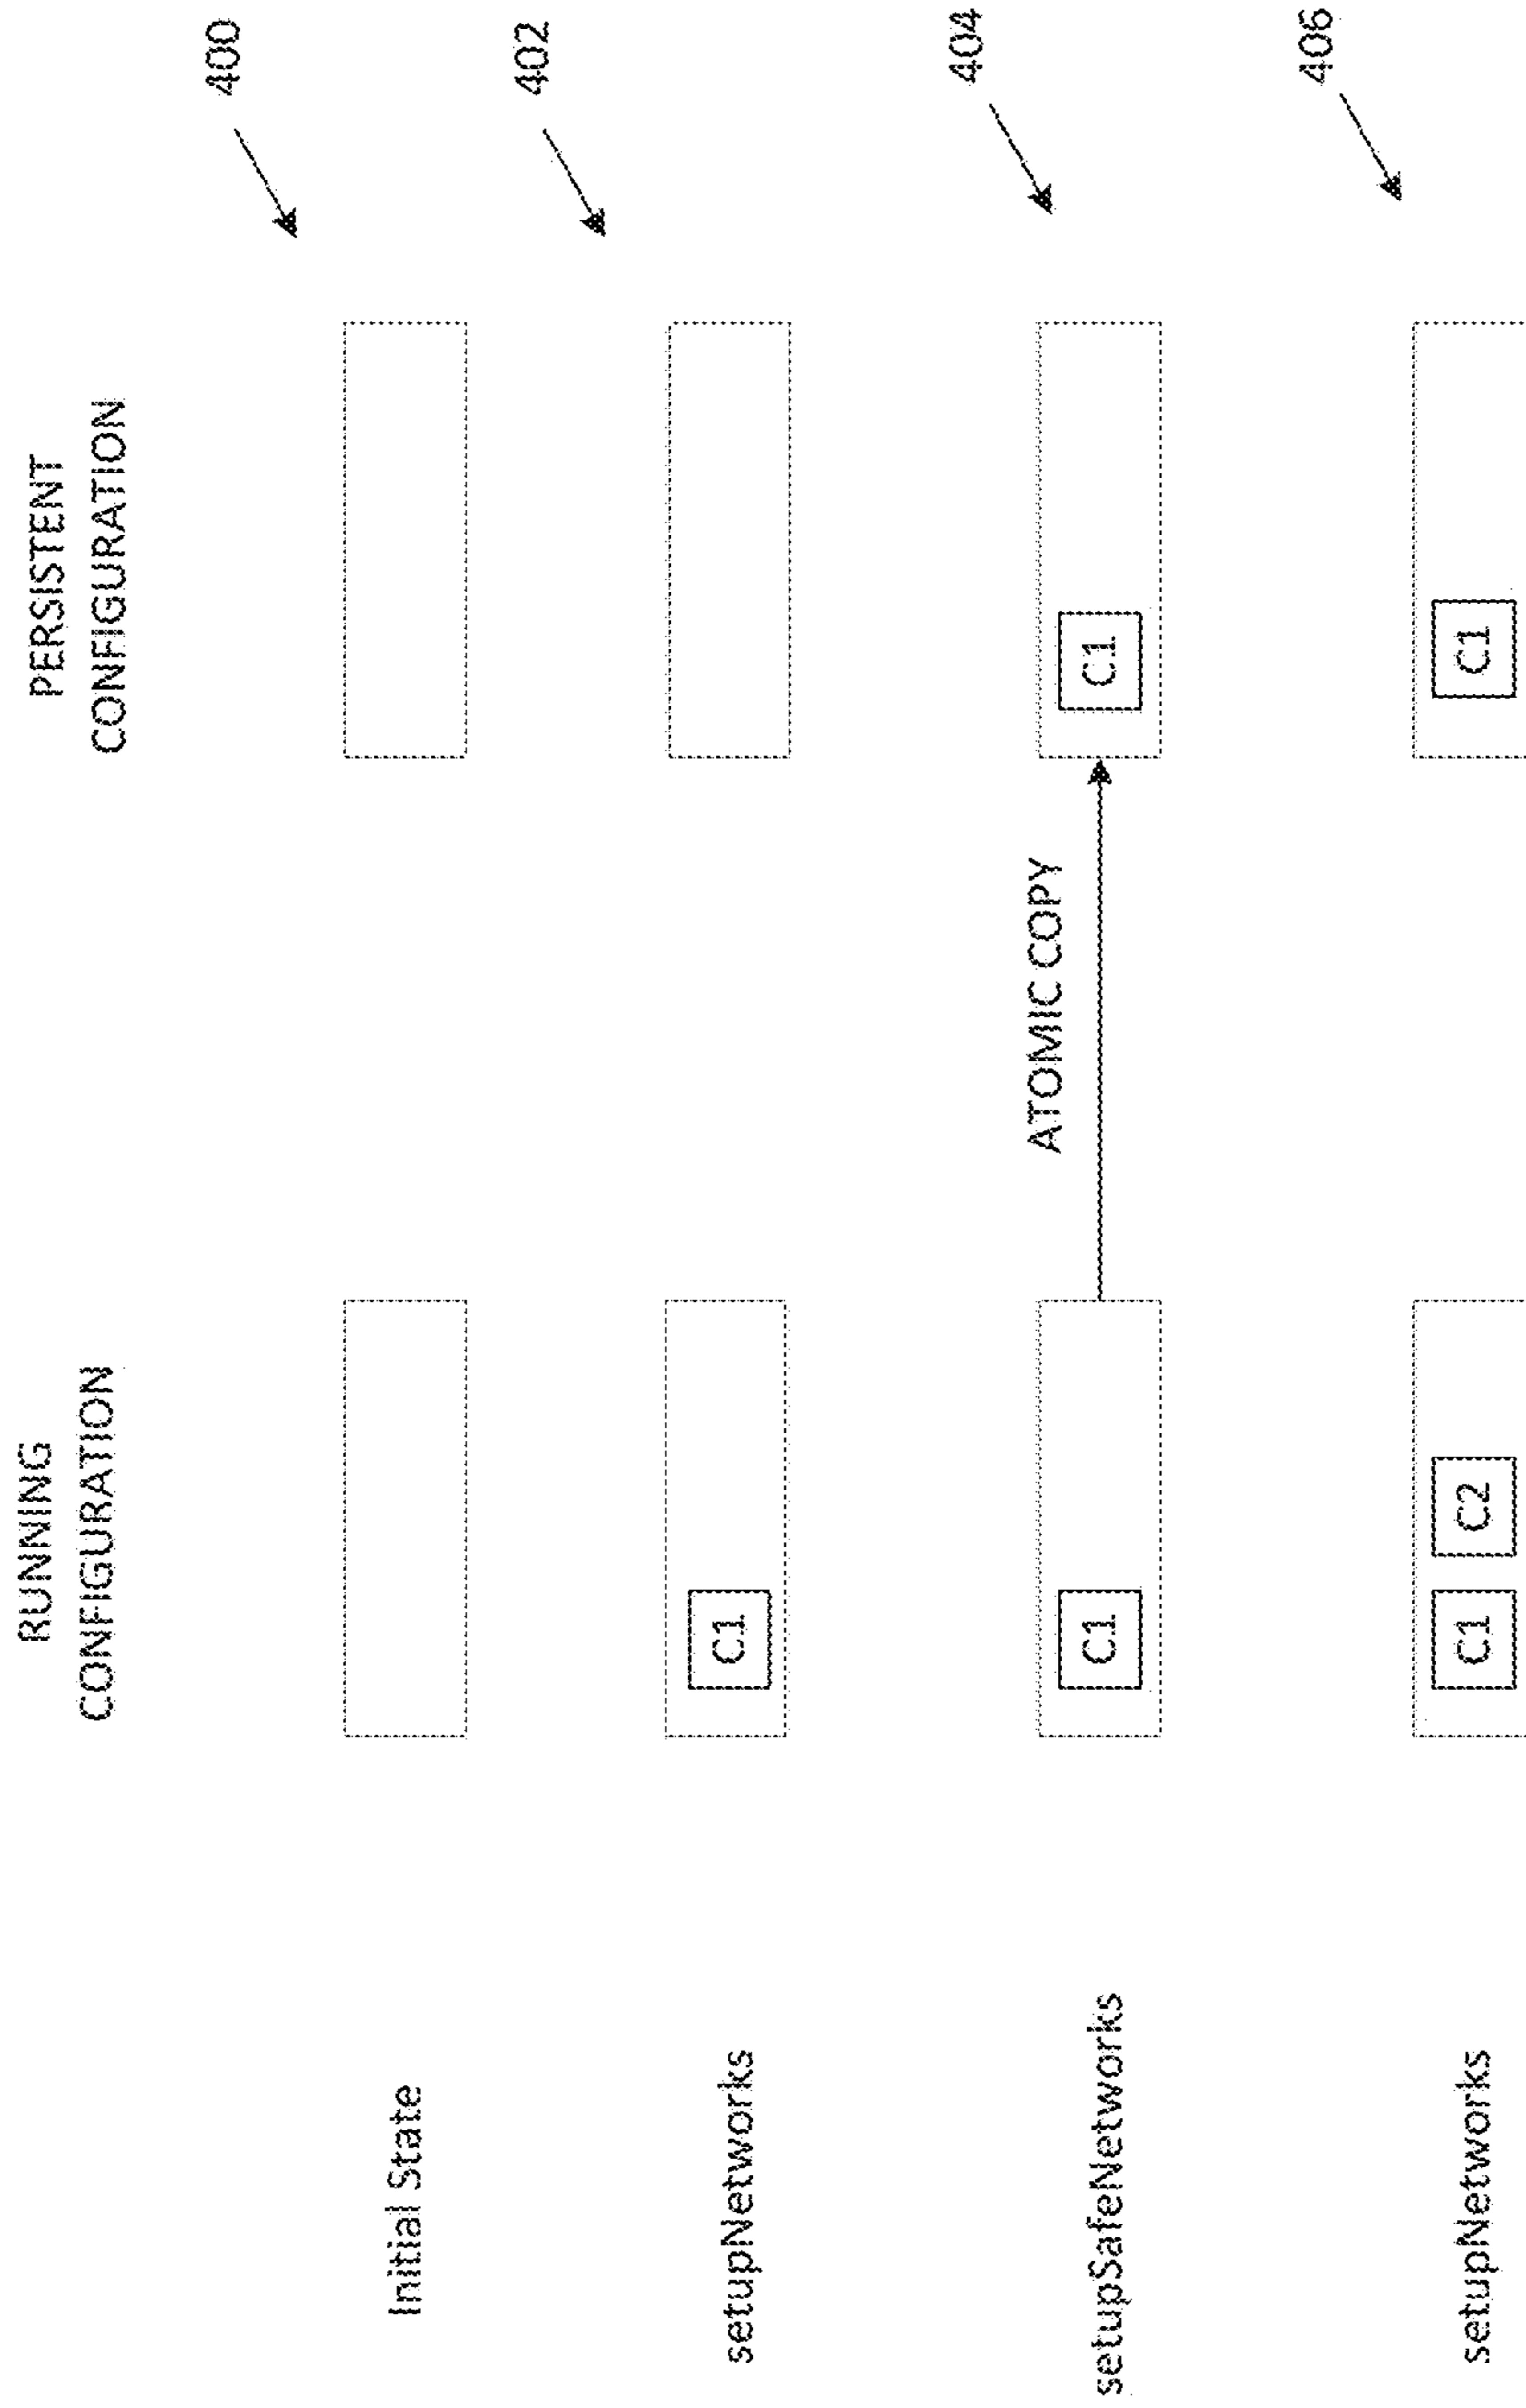 RUNNING
CONFIGURATION
PERSISTENT
CONFIGURATION
400
Initial State
402
setupNetworks
C1
404
setupSafeNetworks
C1
ATOMIC COPY
C1
406
setupNetworks
C1
C2
C1